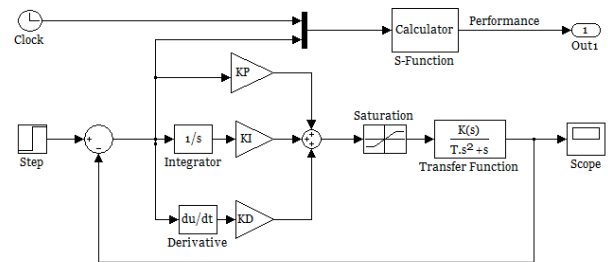 Clock
Calculator
S-Function
Performance
1
Out1
KP
Step
+
−
1/s
Integrator
KI
+
+
+
Saturation
K(s)
T.s²+s
Transfer Function
Scope
du/dt
Derivative
KD